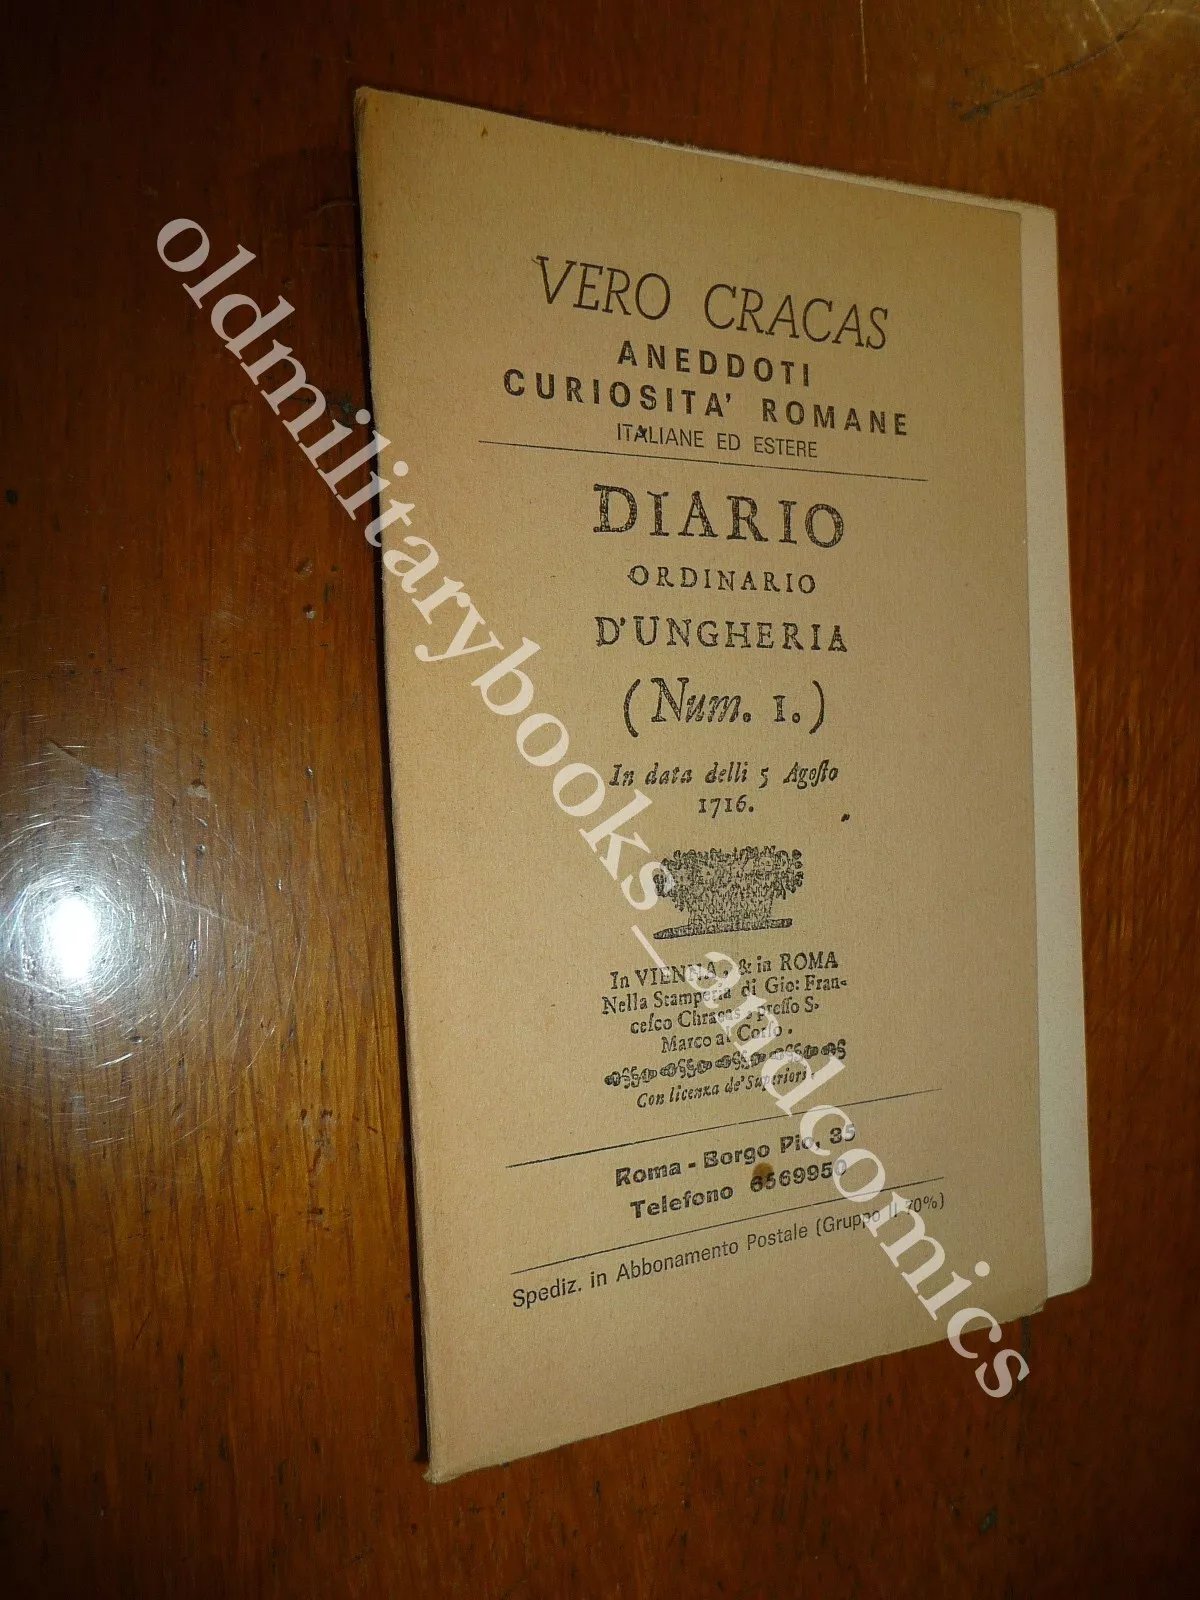 VERO CRACAS
ANEDDOTI
CURIOSITA' ROMANE
ITALIANE ED ESTERE
DIARIO
ORDINARIO
D'UNGHERIA
(Num. 1.)
In data delli 5 Agoſto
1716.
In VIENNA, & in ROMA
Nella Stamperia di Gio: Fran-
ceſco Chracas, preſſo S.
Marco al Corſo.
Con licenza de' Superiori.
Roma - Borgo Pio, 35
Telefono 6569950
Spediz. in Abbonamento Postale (Gruppo II 70%)
oldmilitarybooks_andcomics